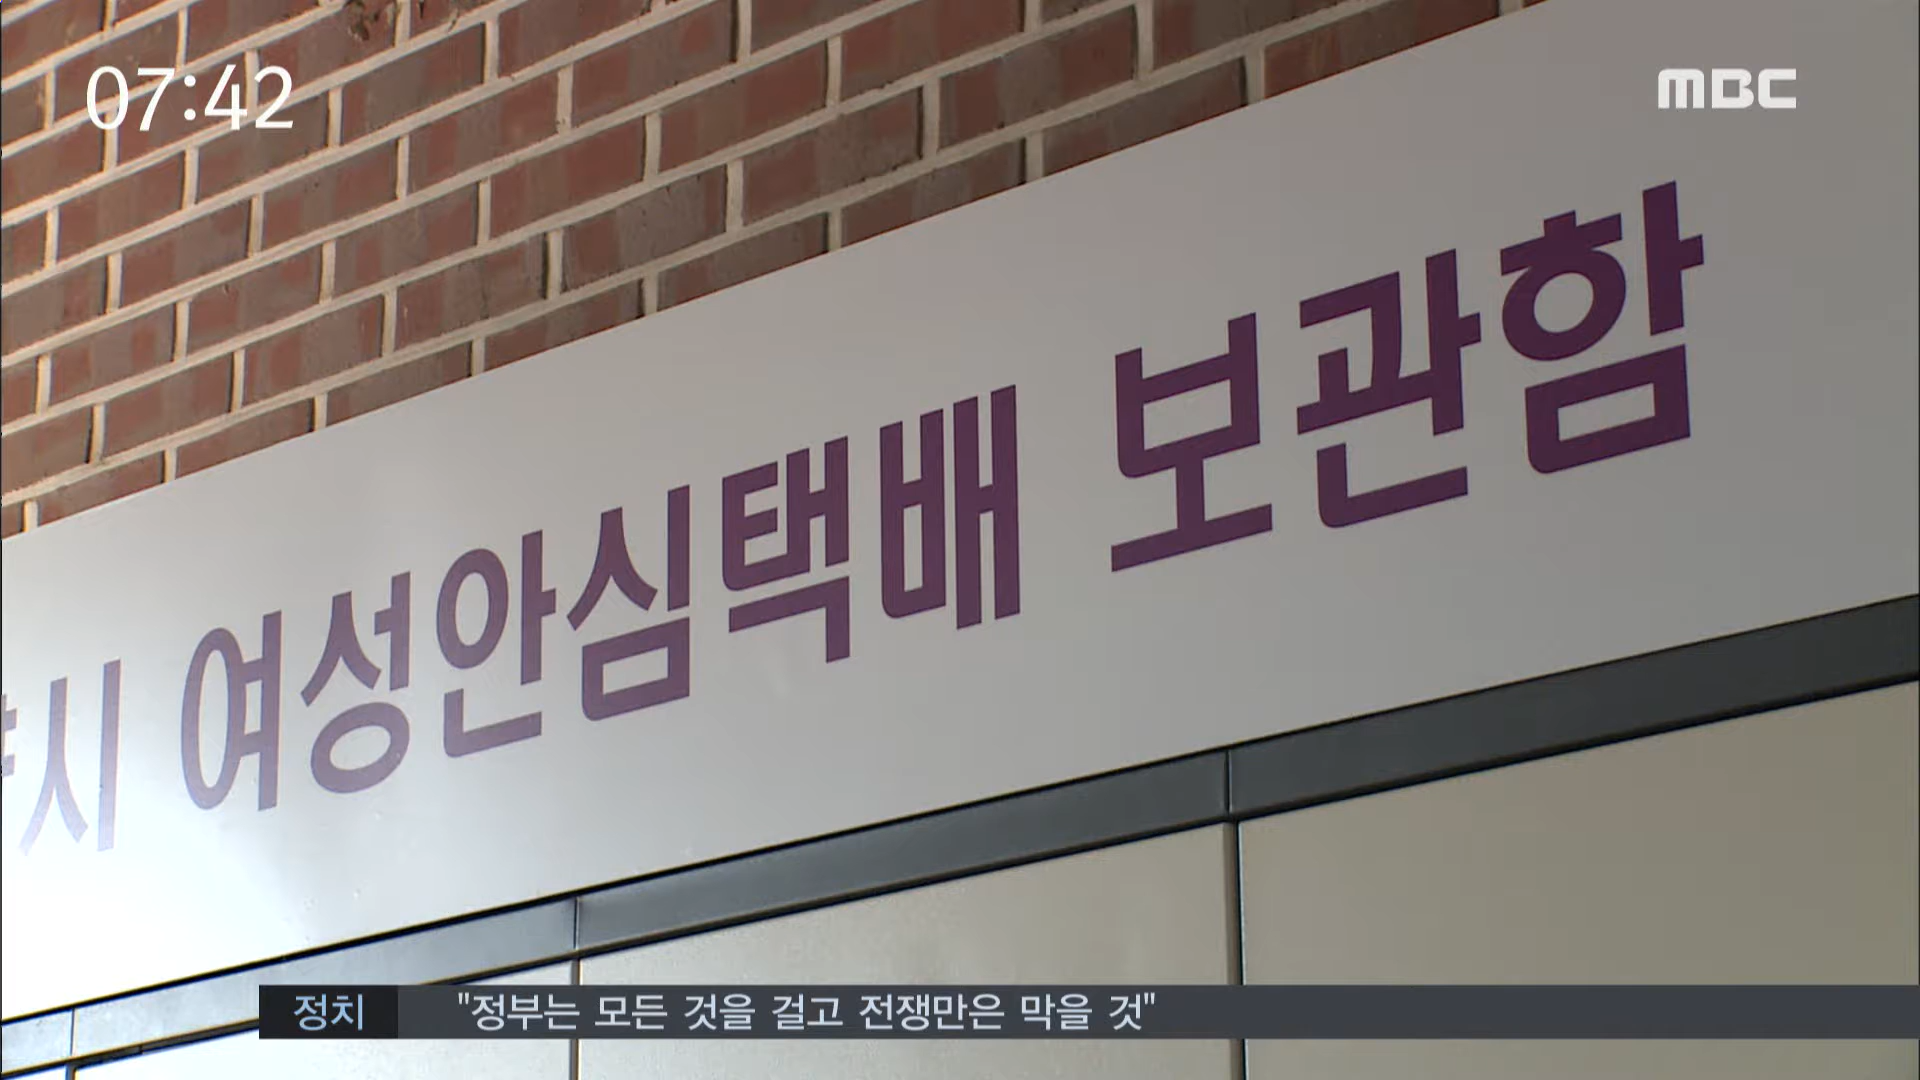 07:42
MBC
시 여성안심택배 보관함
정치 "정부는 모든 것을 걸고 전쟁만은 막을 것"